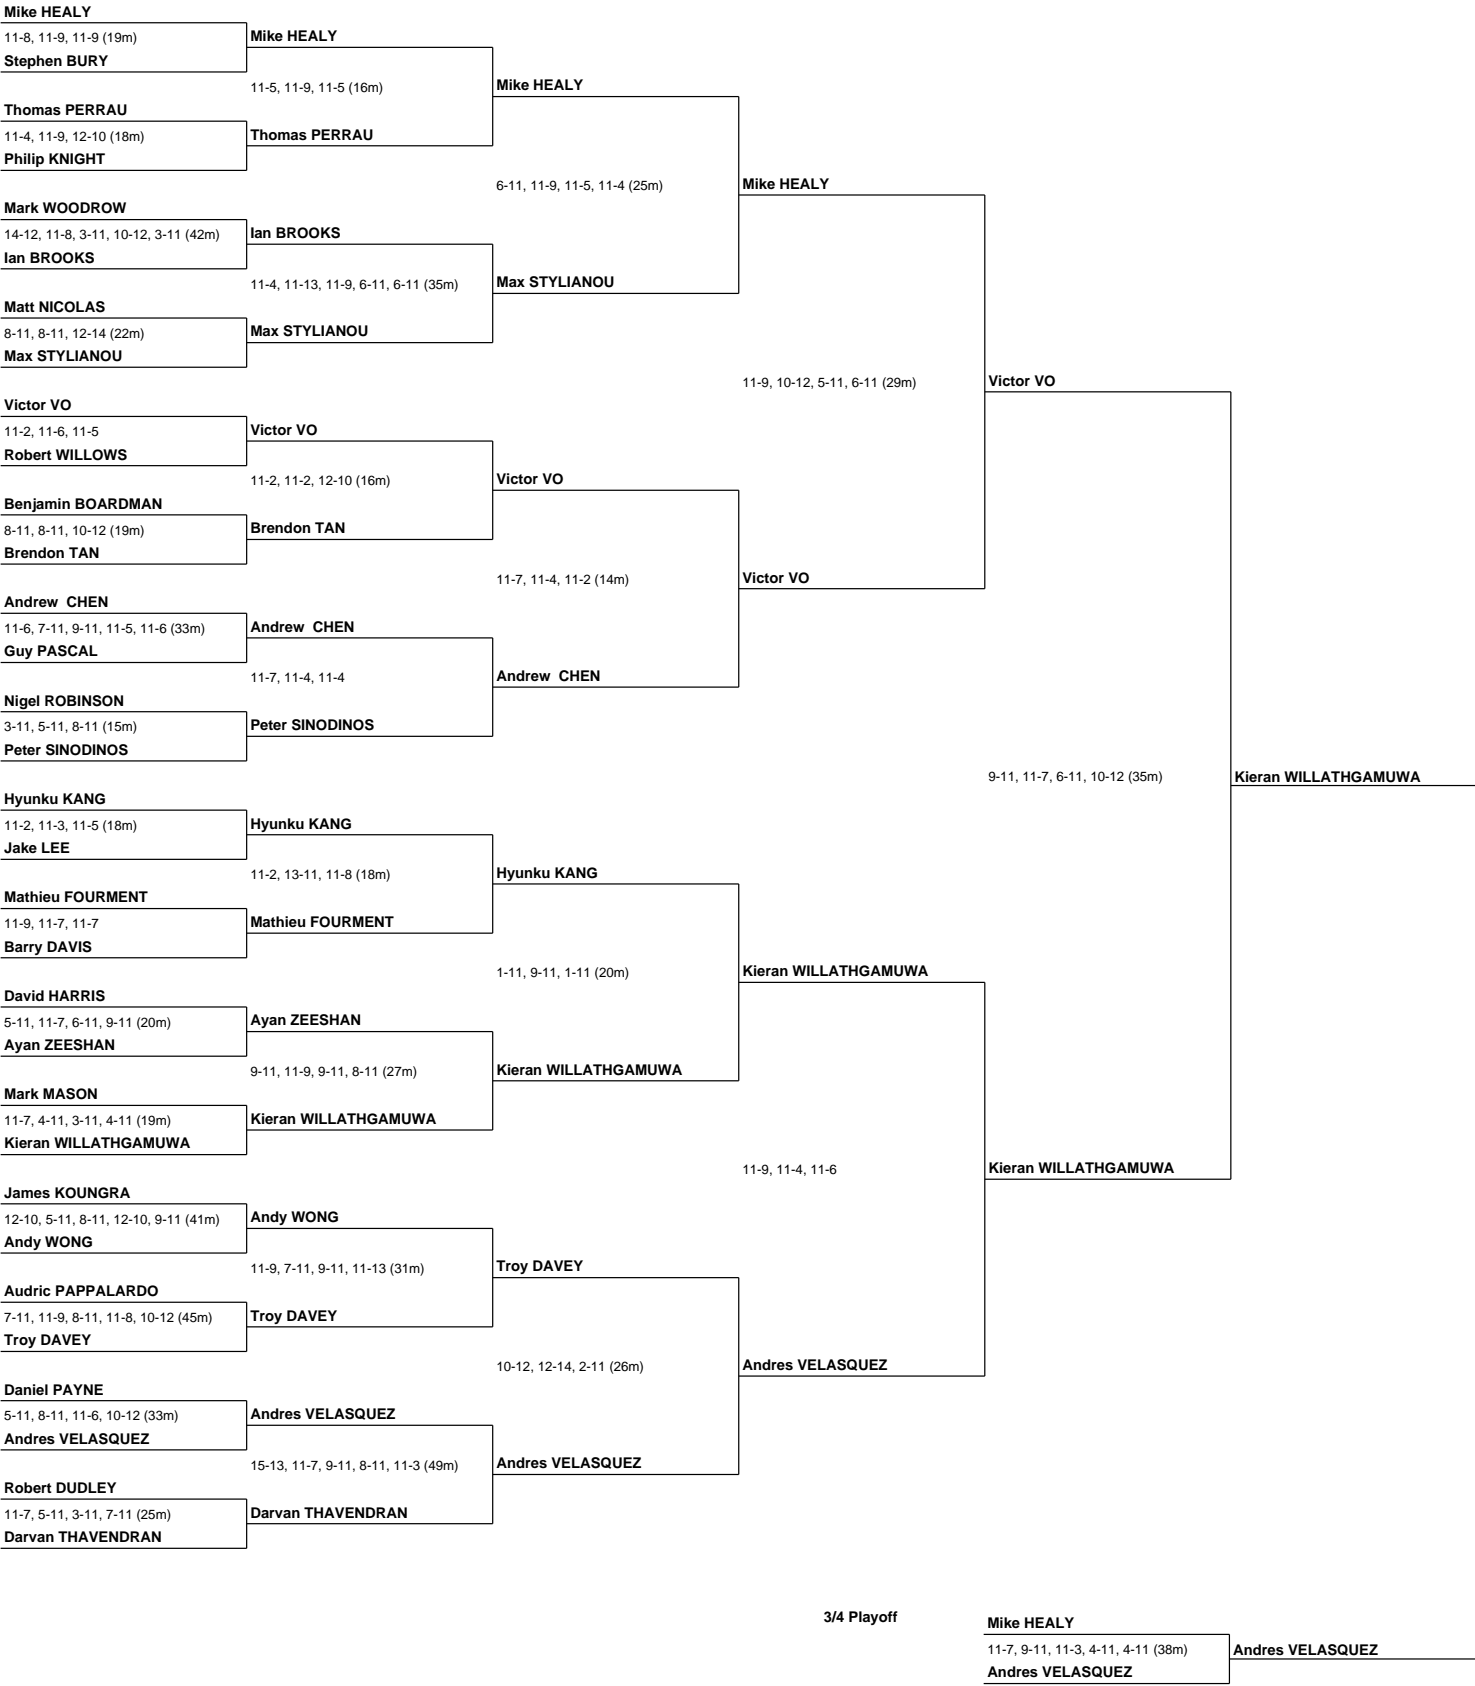 Mike HEALY
11-8, 11-9, 11-9 (19m)
Mike HEALY
Stephen BURY
11-5, 11-9, 11-5 (16m)
Mike HEALY
Thomas PERRAU
11-4, 11-9, 12-10 (18m)
Thomas PERRAU
Philip KNIGHT
6-11, 11-9, 11-5, 11-4 (25m)
Mike HEALY
Mark WOODROW
14-12, 11-8, 3-11, 10-12, 3-11 (42m)
Ian BROOKS
Ian BROOKS
11-4, 11-13, 11-9, 6-11, 6-11 (35m)
Max STYLIANOU
Matt NICOLAS
8-11, 8-11, 12-14 (22m)
Max STYLIANOU
Max STYLIANOU
11-9, 10-12, 5-11, 6-11 (29m)
Victor VO
Victor VO
11-2, 11-6, 11-5
Victor VO
Robert WILLOWS
11-2, 11-2, 12-10 (16m)
Victor VO
Benjamin BOARDMAN
8-11, 8-11, 10-12 (19m)
Brendon TAN
Brendon TAN
11-7, 11-4, 11-2 (14m)
Victor VO
Andrew  CHEN
11-6, 7-11, 9-11, 11-5, 11-6 (33m)
Andrew  CHEN
Guy PASCAL
11-7, 11-4, 11-4
Andrew  CHEN
Nigel ROBINSON
3-11, 5-11, 8-11 (15m)
Peter SINODINOS
Peter SINODINOS
9-11, 11-7, 6-11, 10-12 (35m)
Kieran WILLATHGAMUWA
Hyunku KANG
11-2, 11-3, 11-5 (18m)
Hyunku KANG
Jake LEE
11-2, 13-11, 11-8 (18m)
Hyunku KANG
Mathieu FOURMENT
11-9, 11-7, 11-7
Mathieu FOURMENT
Barry DAVIS
1-11, 9-11, 1-11 (20m)
Kieran WILLATHGAMUWA
David HARRIS
5-11, 11-7, 6-11, 9-11 (20m)
Ayan ZEESHAN
Ayan ZEESHAN
9-11, 11-9, 9-11, 8-11 (27m)
Kieran WILLATHGAMUWA
Mark MASON
11-7, 4-11, 3-11, 4-11 (19m)
Kieran WILLATHGAMUWA
Kieran WILLATHGAMUWA
11-9, 11-4, 11-6
Kieran WILLATHGAMUWA
James KOUNGRA
12-10, 5-11, 8-11, 12-10, 9-11 (41m)
Andy WONG
Andy WONG
11-9, 7-11, 9-11, 11-13 (31m)
Troy DAVEY
Audric PAPPALARDO
7-11, 11-9, 8-11, 11-8, 10-12 (45m)
Troy DAVEY
Troy DAVEY
10-12, 12-14, 2-11 (26m)
Andres VELASQUEZ
Daniel PAYNE
5-11, 8-11, 11-6, 10-12 (33m)
Andres VELASQUEZ
Andres VELASQUEZ
15-13, 11-7, 9-11, 8-11, 11-3 (49m)
Andres VELASQUEZ
Robert DUDLEY
11-7, 5-11, 3-11, 7-11 (25m)
Darvan THAVENDRAN
Darvan THAVENDRAN
3/4 Playoff
Mike HEALY
11-7, 9-11, 11-3, 4-11, 4-11 (38m)
Andres VELASQUEZ
Andres VELASQUEZ